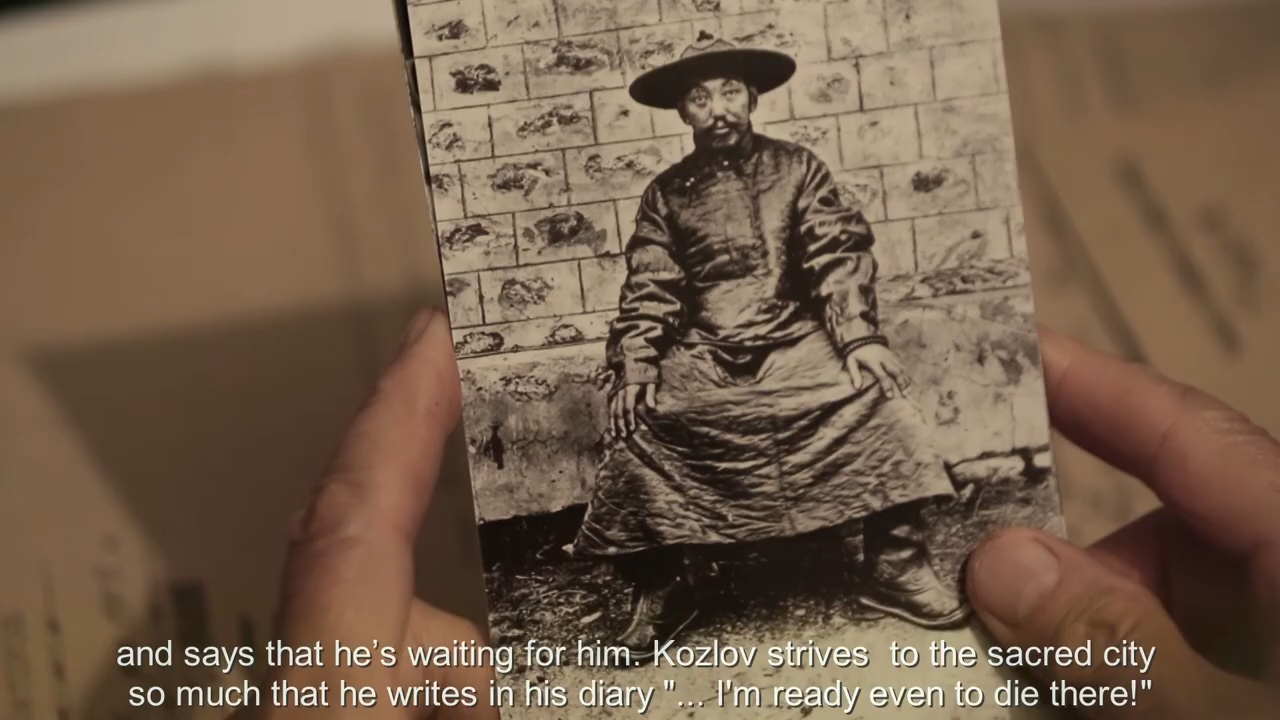 and says that he’s waiting for him. Kozlov strives  to the sacred city
so much that he writes in his diary "... I'm ready even to die there!"